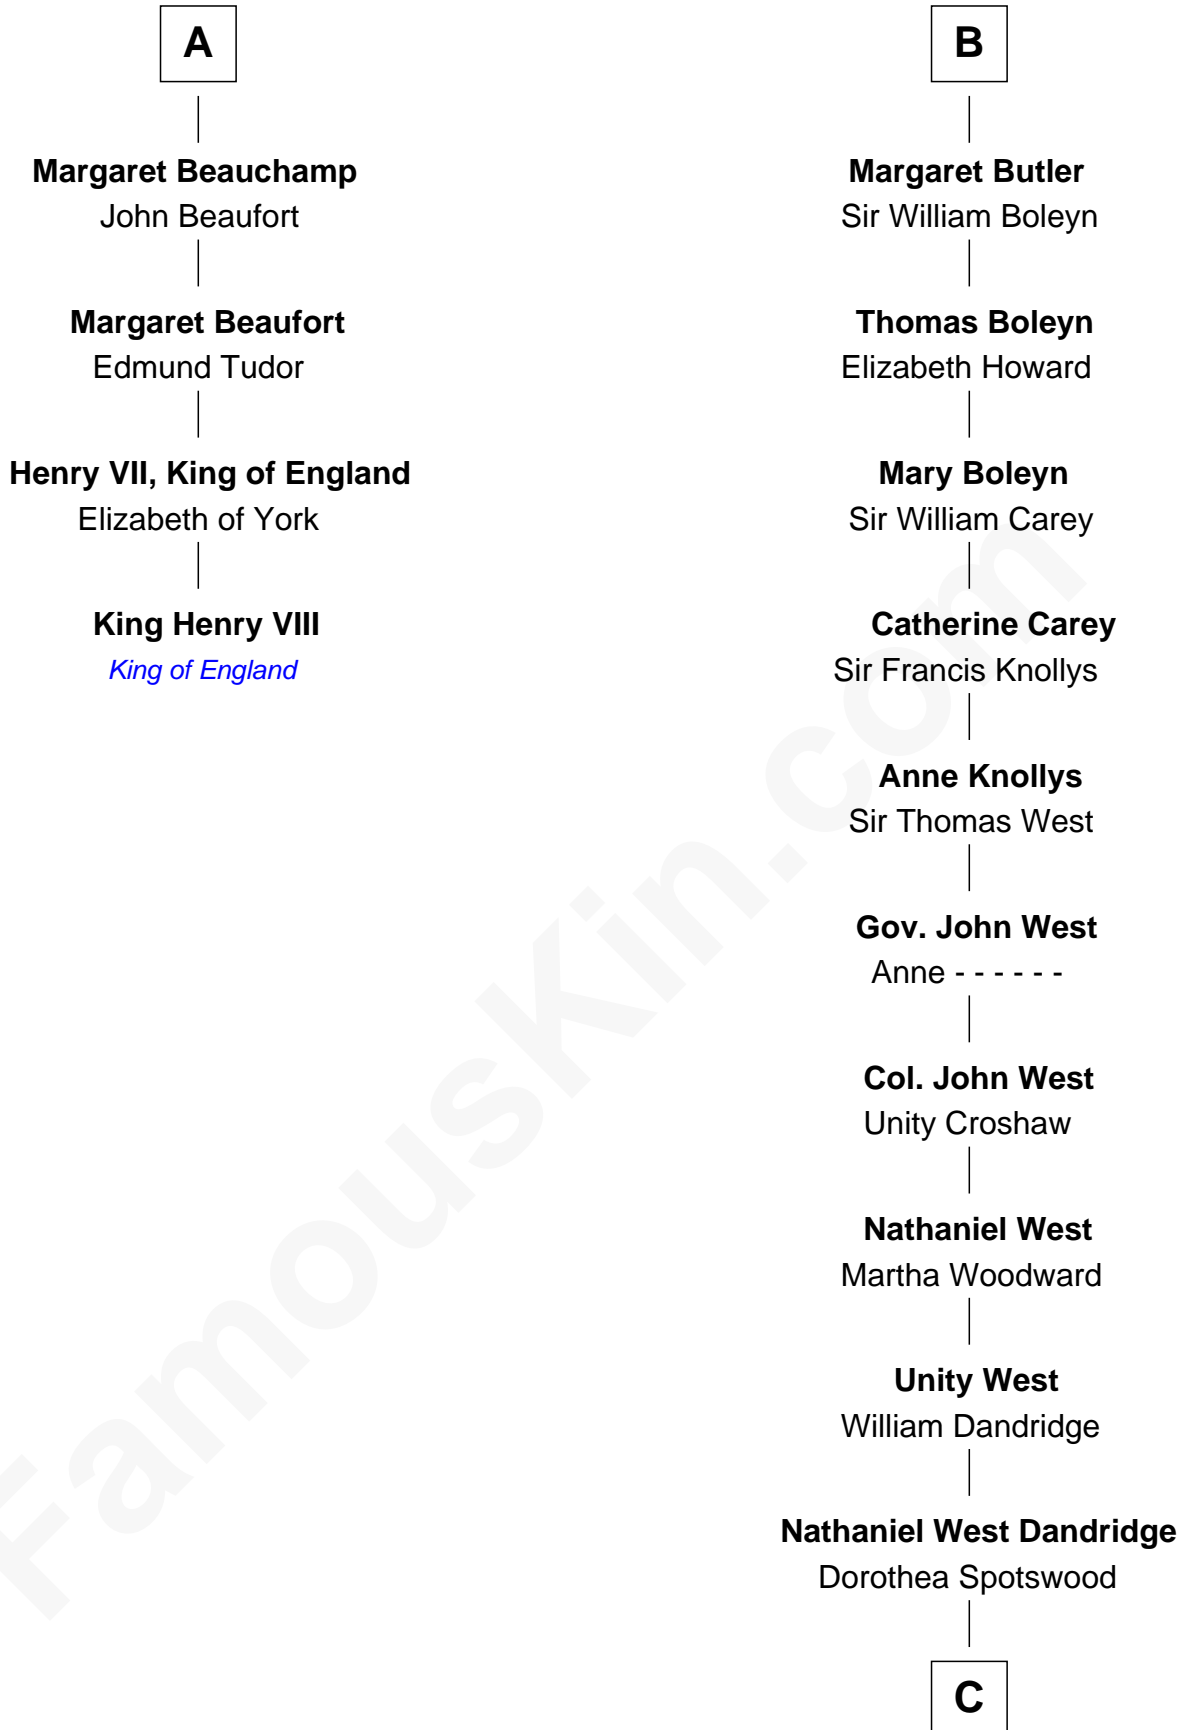 A
Margaret Beauchamp
John Beaufort
Margaret Beaufort
Edmund Tudor
Henry VII, King of England
Elizabeth of York
King Henry VIII
King of England
B
Margaret Butler
Sir William Boleyn
Thomas Boleyn
Elizabeth Howard
Mary Boleyn
Sir William Carey
Catherine Carey
Sir Francis Knollys
Anne Knollys
Sir Thomas West
Gov. John West
Anne - - - - - -
Col. John West
Unity Croshaw
Nathaniel West
Martha Woodward
Unity West
William Dandridge
Nathaniel West Dandridge
Dorothea Spotswood
C
FamousKin.com